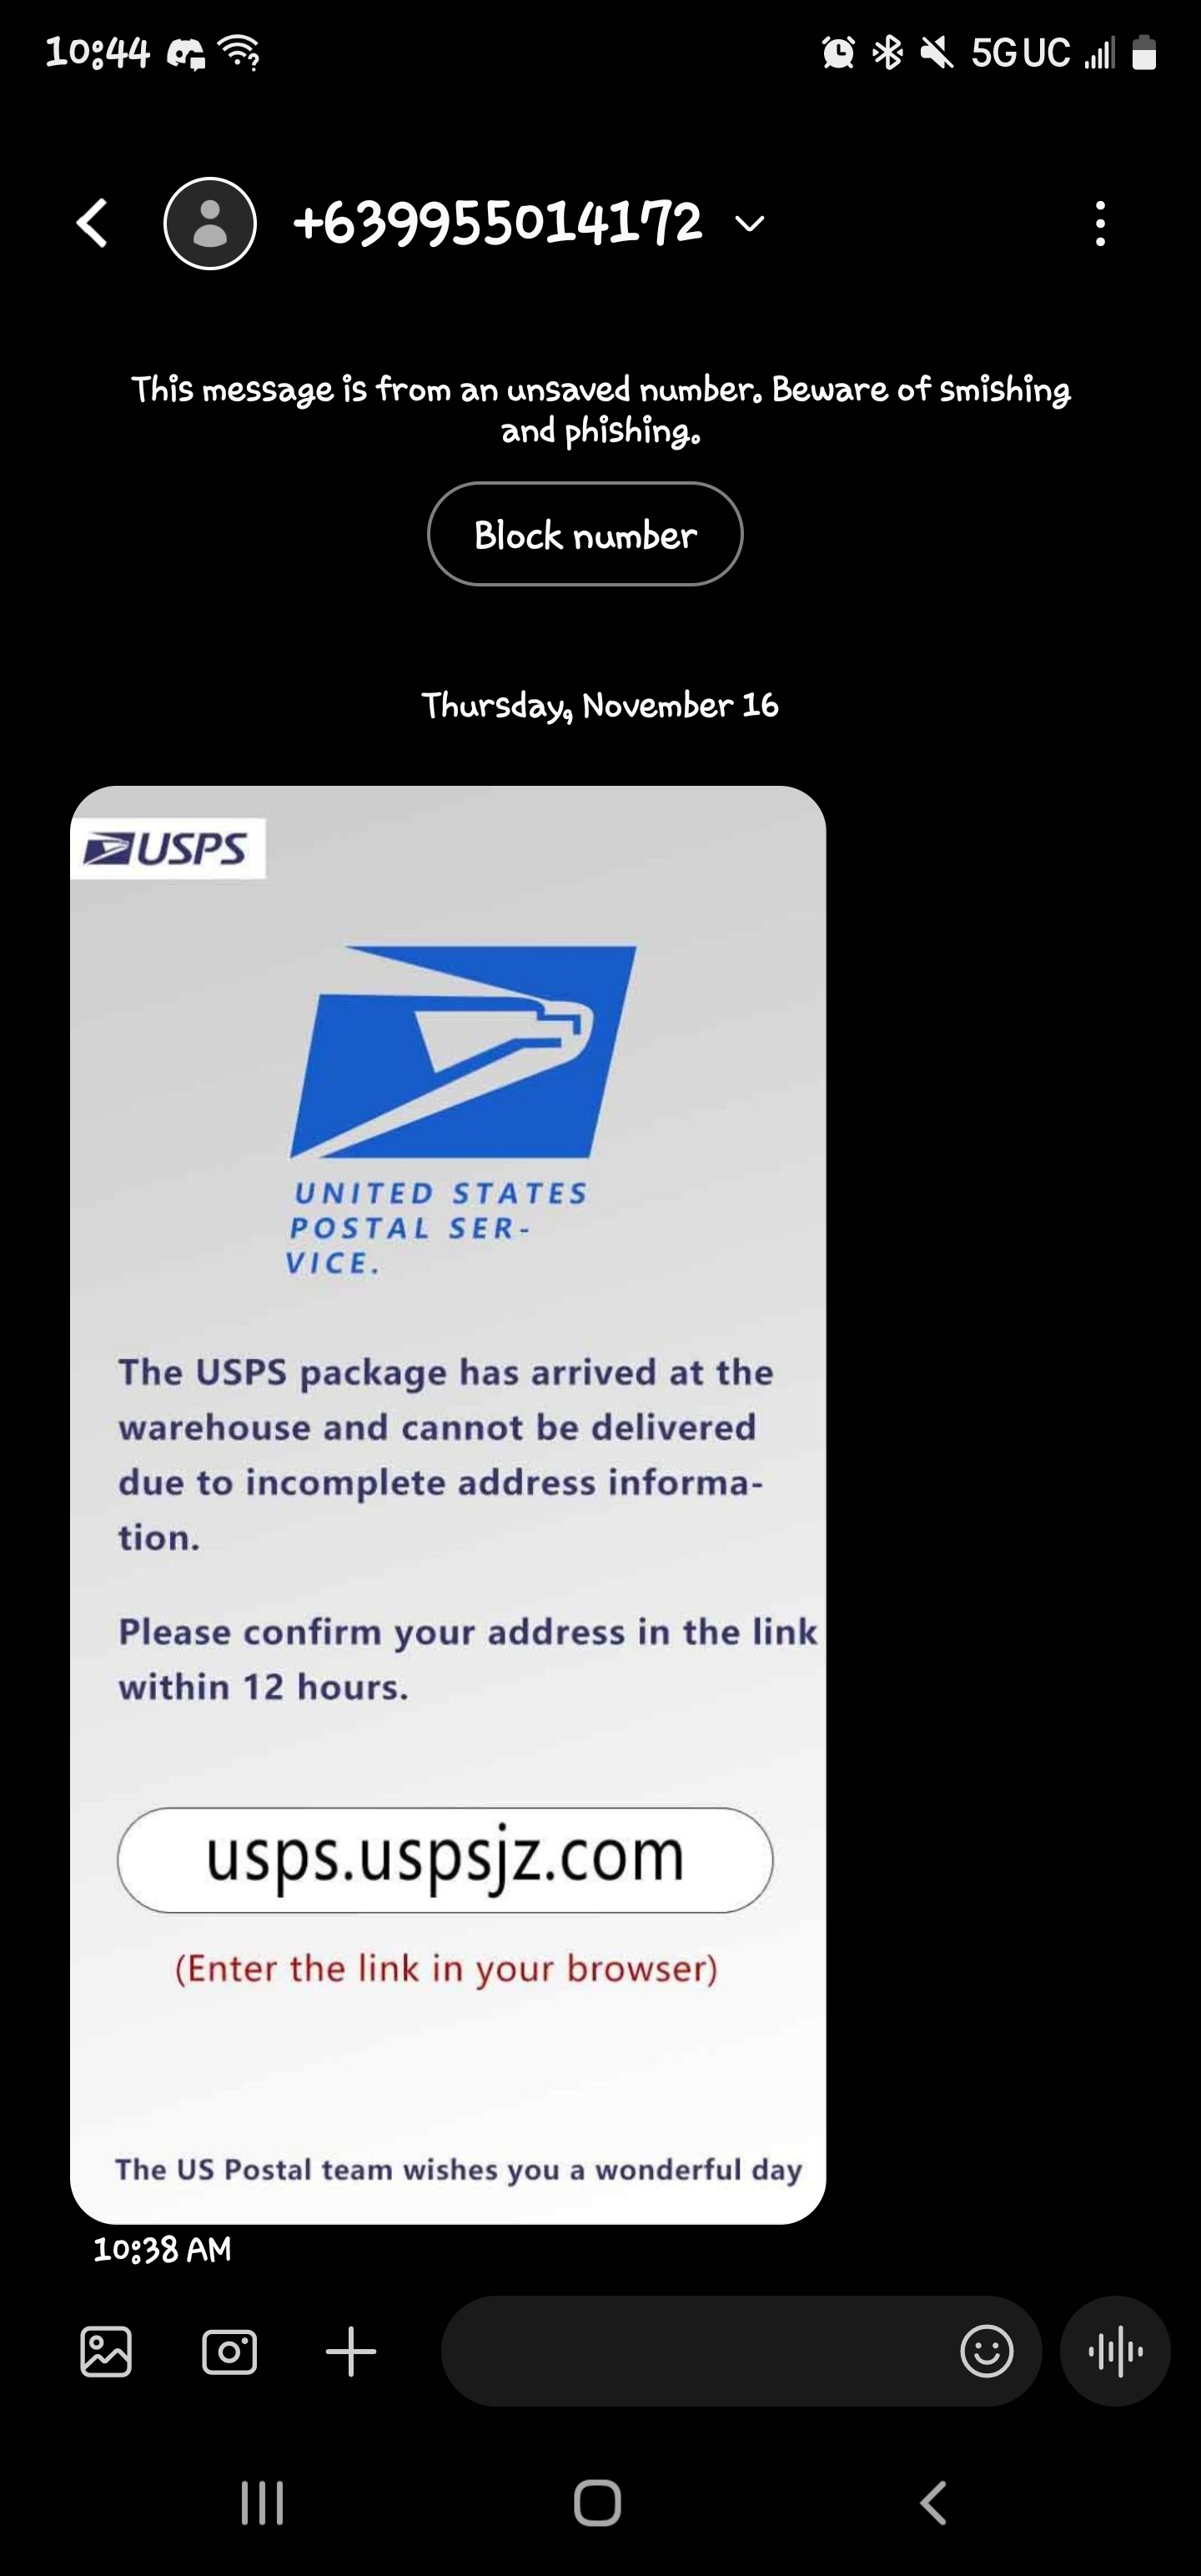 10:44
5G UC
+639955014172
This message is from an unsaved number. Beware of smishing
and phishing.
Block number
Thursday, November 16
USPS
UNITED STATES
POSTAL SER-
VICE.
The USPS package has arrived at the
warehouse and cannot be delivered
due to incomplete address informa-
tion.
Please confirm your address in the link
within 12 hours.
usps.uspsjz.com
(Enter the link in your browser)
The US Postal team wishes you a wonderful day
10:38 AM